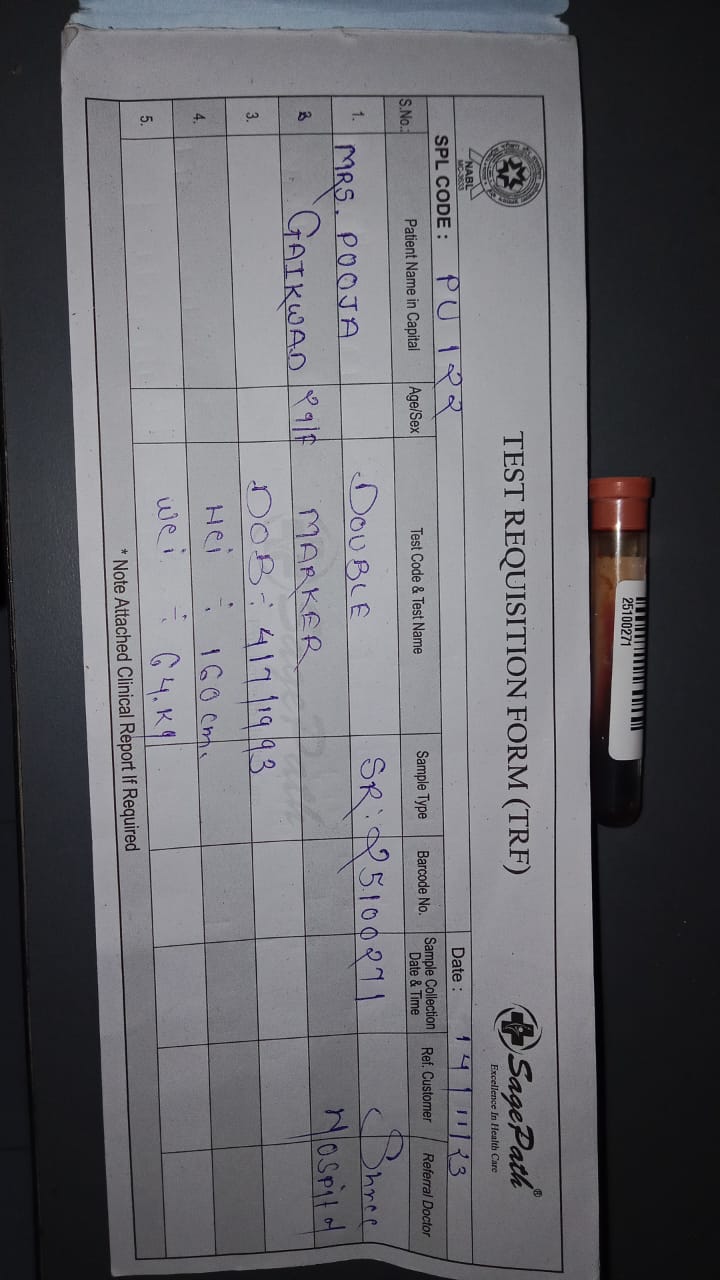 TEST REQUISITION FORM (TRF)
SagePath®
Excellence In Health Care
NABL
SPL CODE : PU 122
Date : 14/11/23
S.No.: Patient Name in Capital Age/Sex Test Code & Test Name Sample Type Barcode No. Sample Collection Date & Time Ref. Customer Referral Doctor
1. MRS. POOJA DOUBLE SR: 25100271 Shree
GAIKWAD 29/F MARKER Hospital
3. DOB : 4/7/1993
4. Hei : 160 cm.
5. Wei : 64. Kg
* Note Attached Clinical Report If Required
25100271